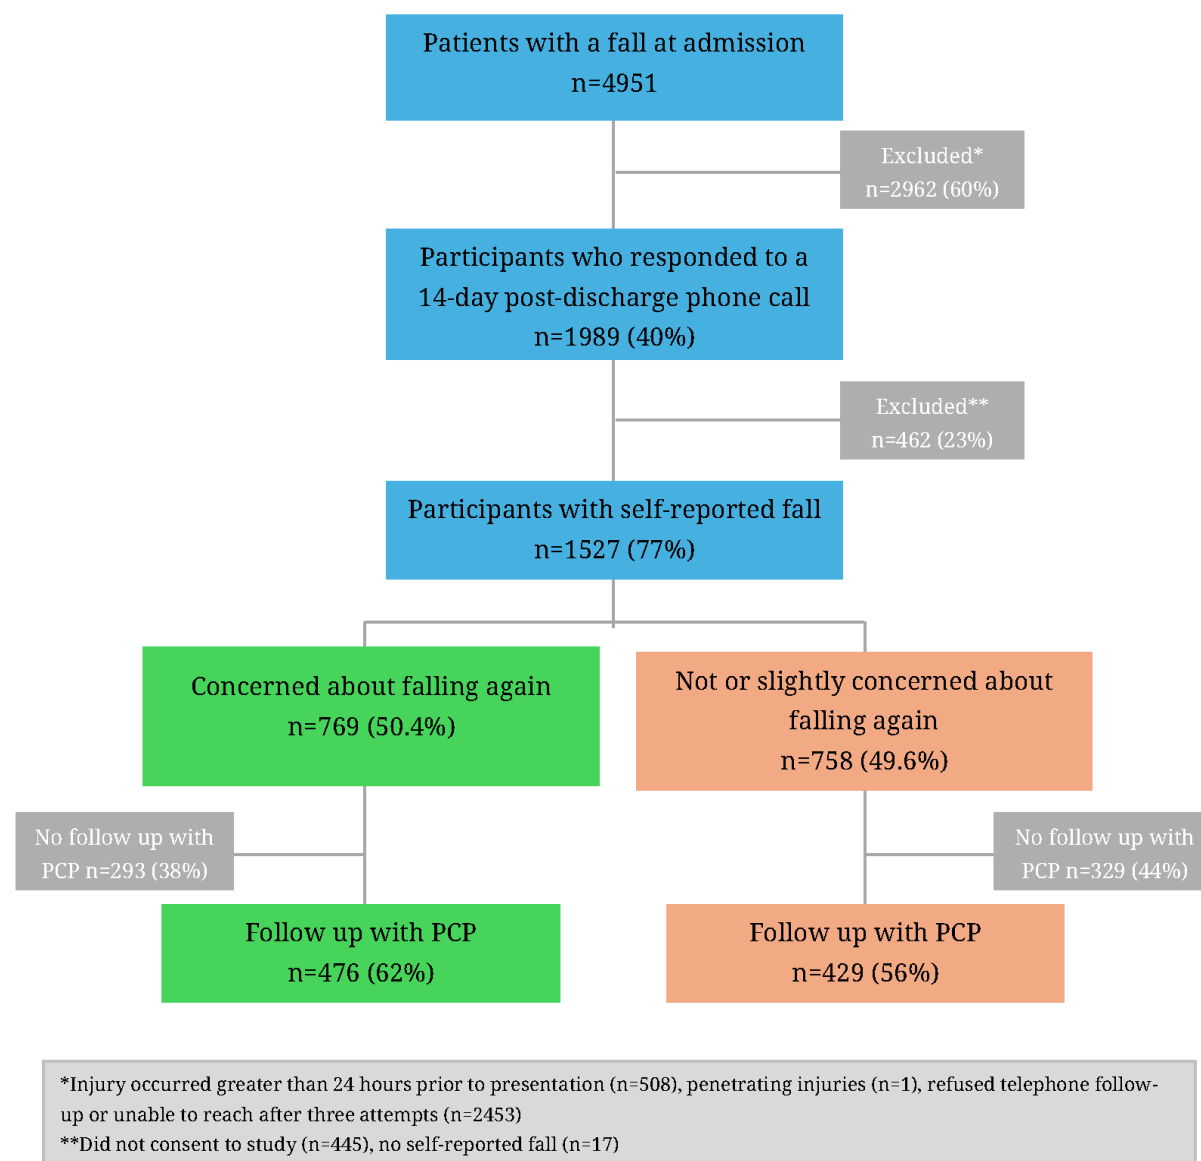 Patients with a fall at admission
n=4951
Excluded*
n=2962 (60%)
Participants who responded to a
14-day post-discharge phone call
n=1989 (40%)
Excluded**
n=462 (23%)
Participants with self-reported fall
n=1527 (77%)
Concerned about falling again
n=769 (50.4%)
Not or slightly concerned about
falling again
n=758 (49.6%)
No follow up with
PCP n=293 (38%)
No follow up with
PCP n=329 (44%)
Follow up with PCP
n=476 (62%)
Follow up with PCP
n=429 (56%)
*Injury occurred greater than 24 hours prior to presentation (n=508), penetrating injuries (n=1), refused telephone follow-
up or unable to reach after three attempts (n=2453)
**Did not consent to study (n=445), no self-reported fall (n=17)